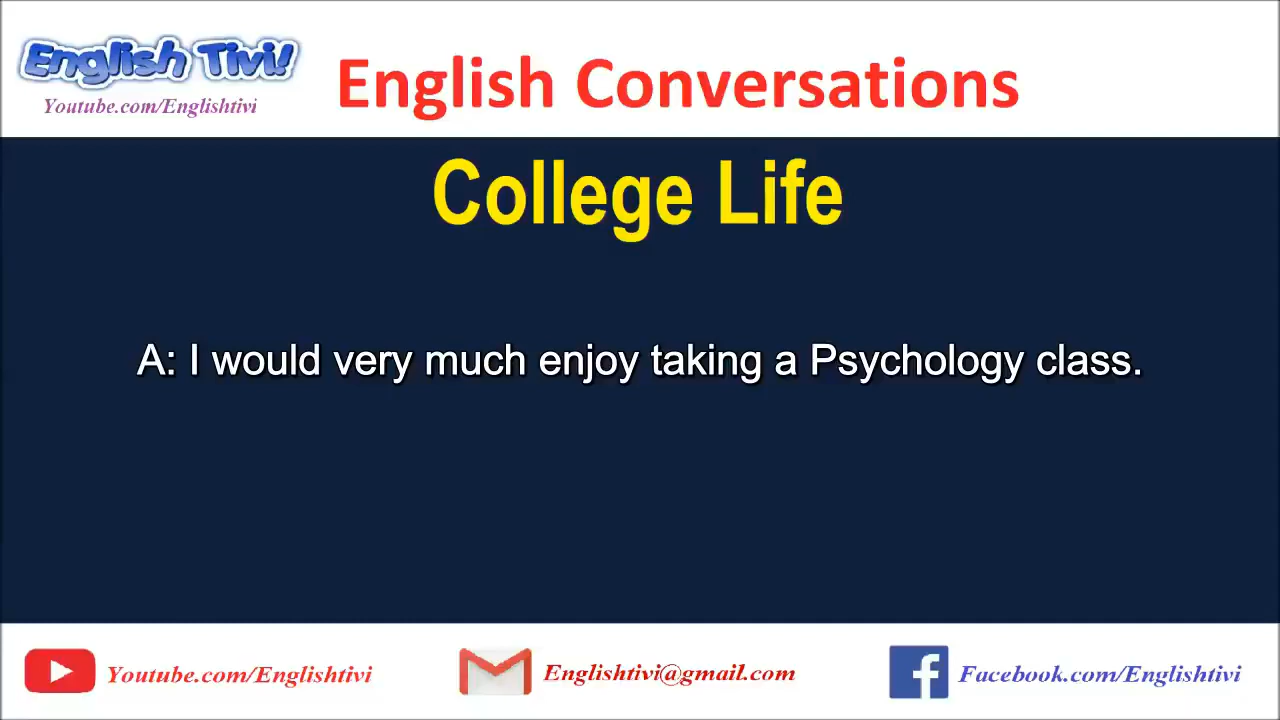 English Tivi!
Youtube.com/Englishtivi
English Conversations
College Life
A: I would very much enjoy taking a Psychology class.
Youtube.com/Englishtivi
Englishtivi@gmail.com
Facebook.com/Englishtivi